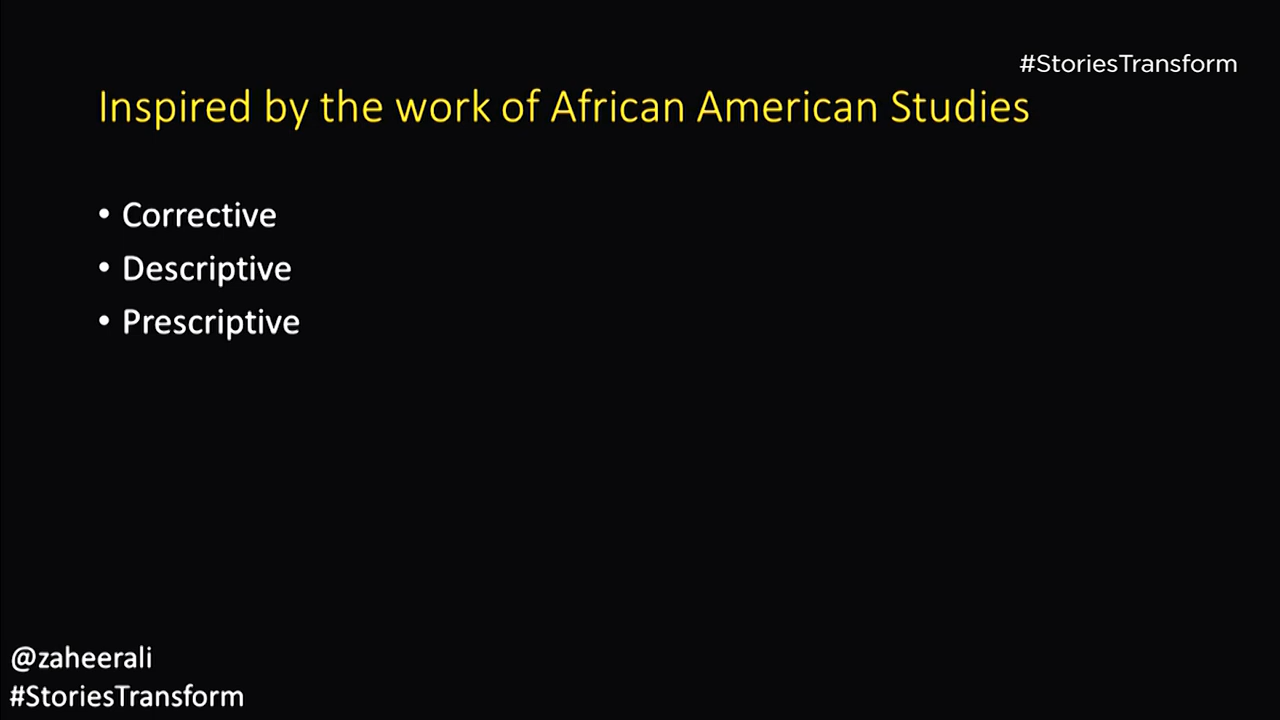 #StoriesTransform
Inspired by the work of African American Studies
• Corrective
• Descriptive
• Prescriptive
@zaheerali
#StoriesTransform